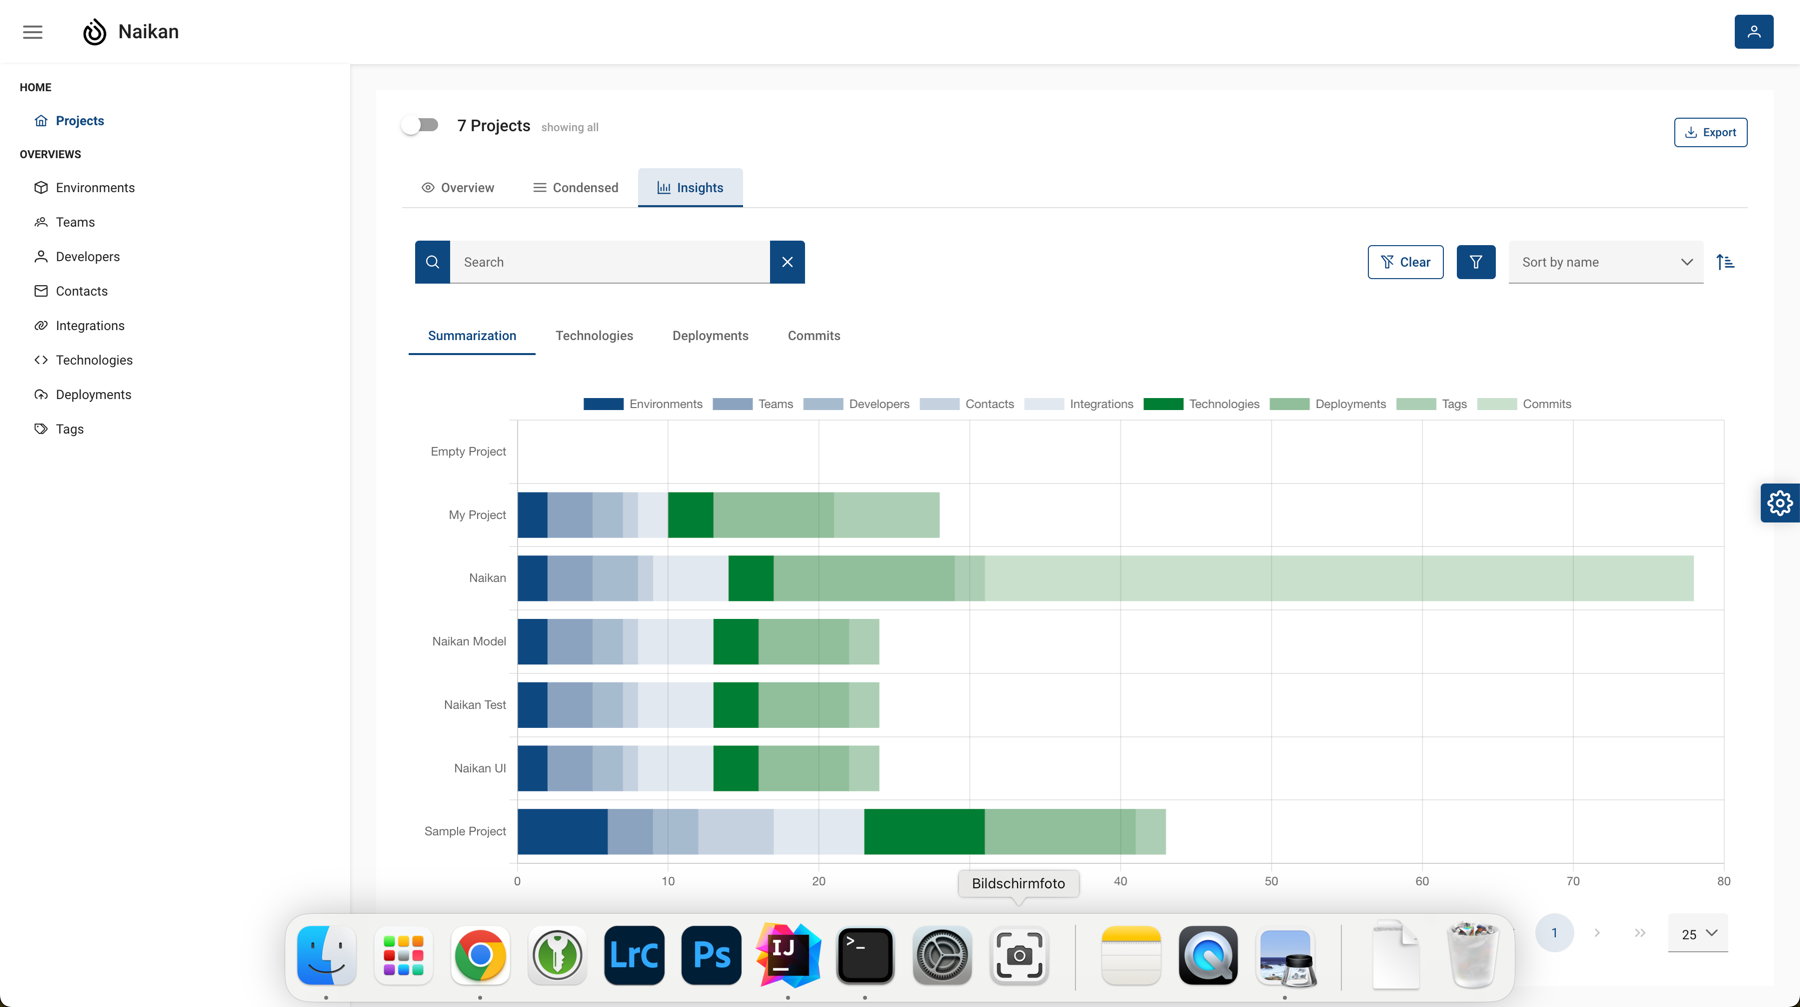 Naikan
HOME
Projects
OVERVIEWS
Environments
Teams
Developers
Contacts
Integrations
Technologies
Deployments
Tags
7 Projects showing all
Export
Overview Condensed Insights
Search
Clear
Sort by name
Summarization Technologies Deployments Commits
Environments Teams Developers Contacts Integrations Technologies Deployments Tags Commits
Empty Project
My Project
Naikan
Naikan Model
Naikan Test
Naikan UI
Sample Project
0 10 20 40 50 60 70 80
Bildschirmfoto
LrC Ps IJ >_
1 25